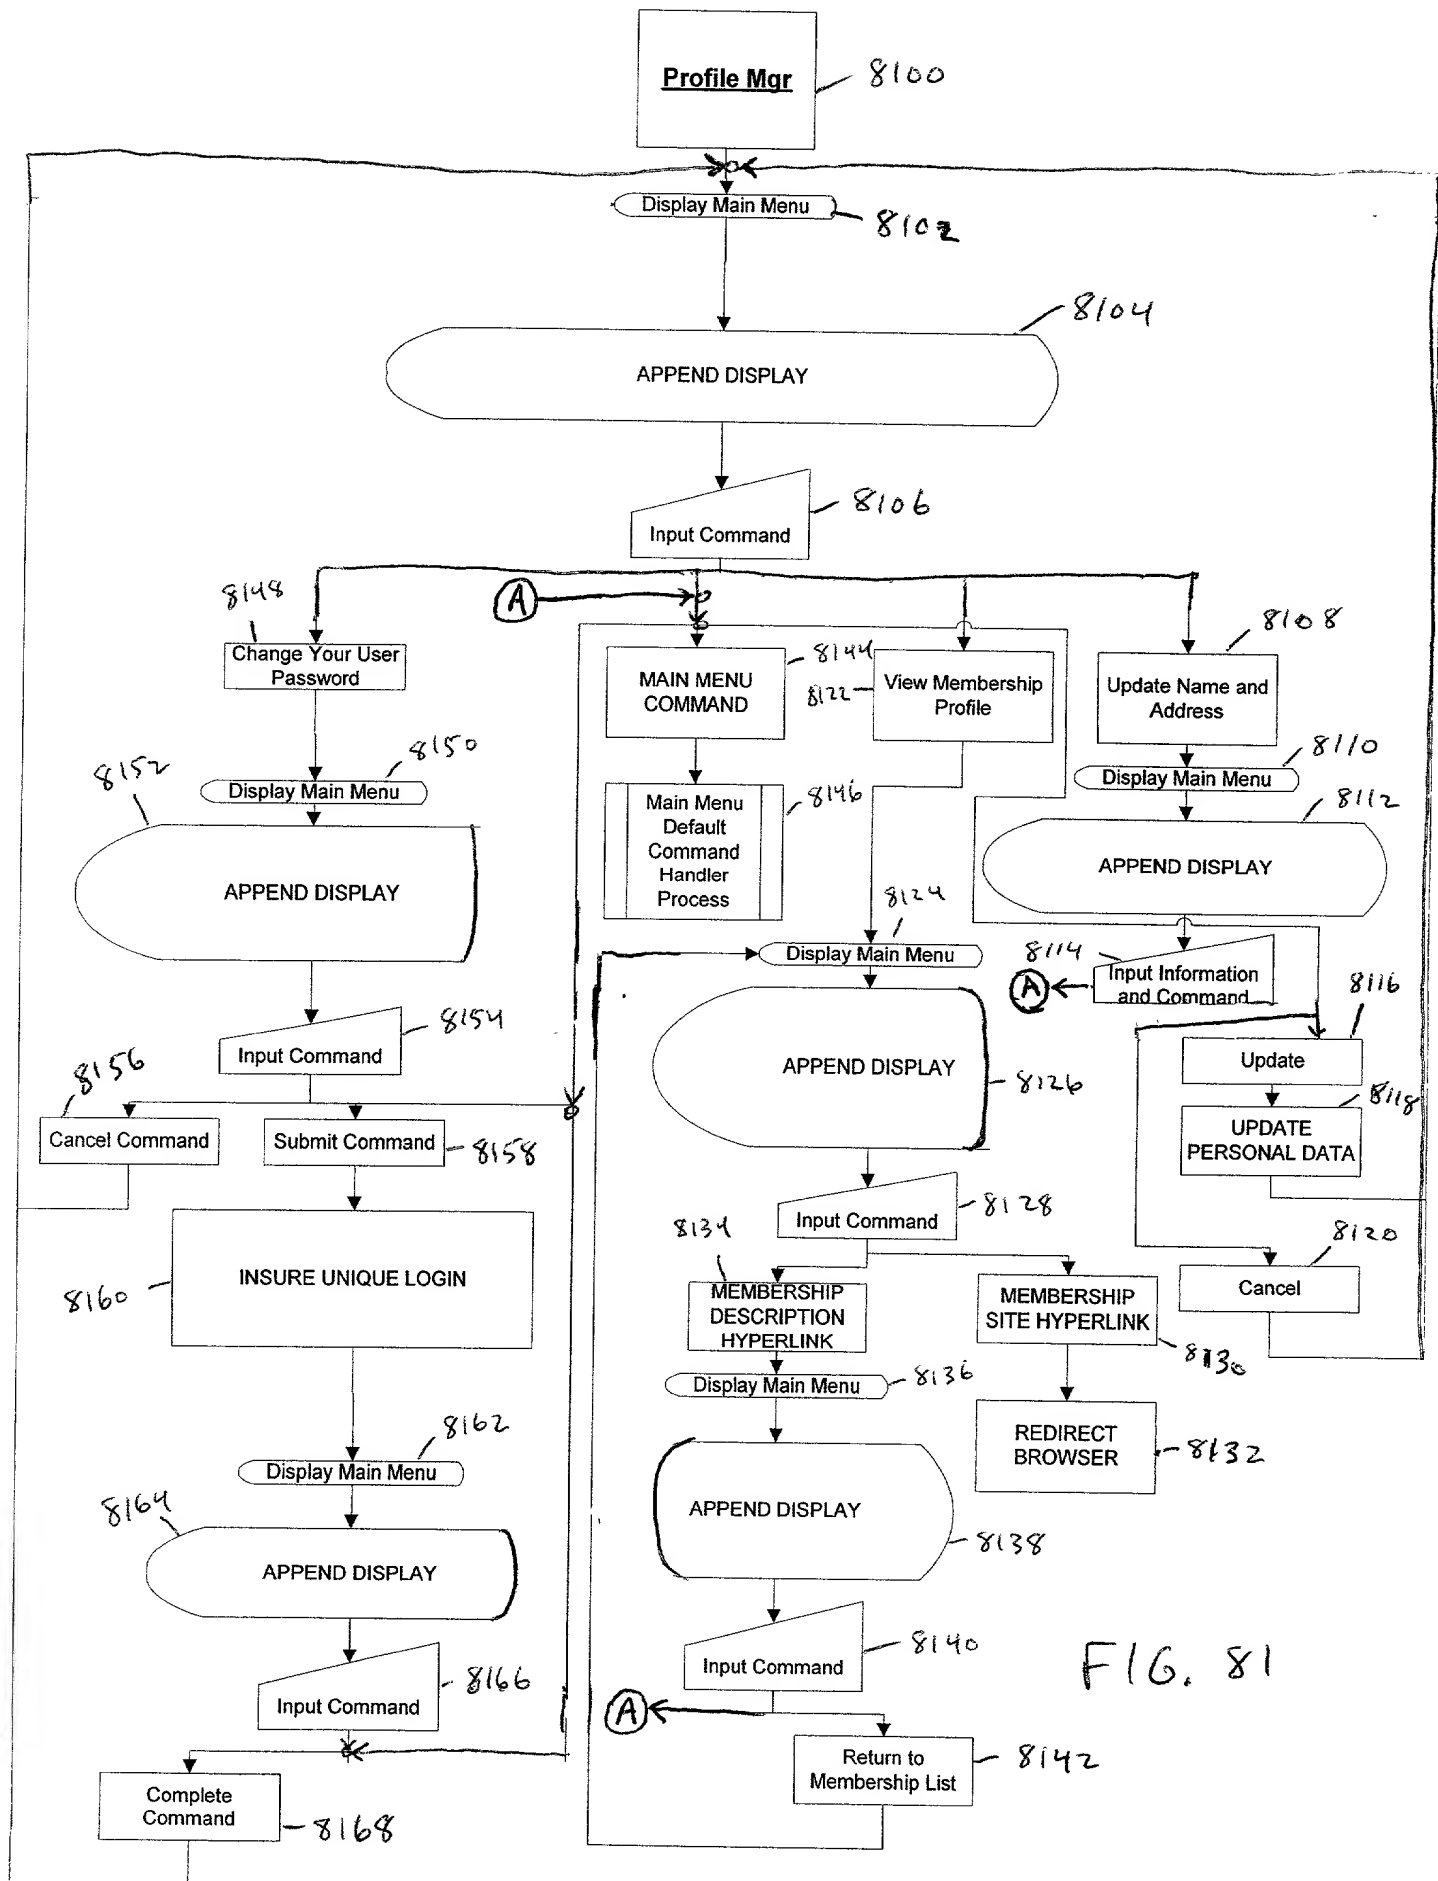 Profile Mgr
8100
Display Main Menu
8102
8104
APPEND DISPLAY
8106
Input Command
A
8148
Change Your User
Password
8144
MAIN MENU
COMMAND
8122
View Membership
Profile
8108
Update Name and
Address
8150
Display Main Menu
8152
APPEND DISPLAY
8146
Main Menu
Default
Command
Handler
Process
8110
Display Main Menu
8112
APPEND DISPLAY
8124
Display Main Menu
8114
Input Information
and Command
A
8154
Input Command
8126
APPEND DISPLAY
8116
Update
8118
UPDATE
PERSONAL DATA
8156
Cancel Command
Submit Command
8158
8128
Input Command
8120
Cancel
8160
INSURE UNIQUE LOGIN
8134
MEMBERSHIP
DESCRIPTION
HYPERLINK
MEMBERSHIP
SITE HYPERLINK
8130
Display Main Menu
8136
REDIRECT
BROWSER
8132
8162
Display Main Menu
8164
APPEND DISPLAY
APPEND DISPLAY
8138
8166
Input Command
8140
Input Command
A
FIG. 81
Return to
Membership List
8142
Complete
Command
8168